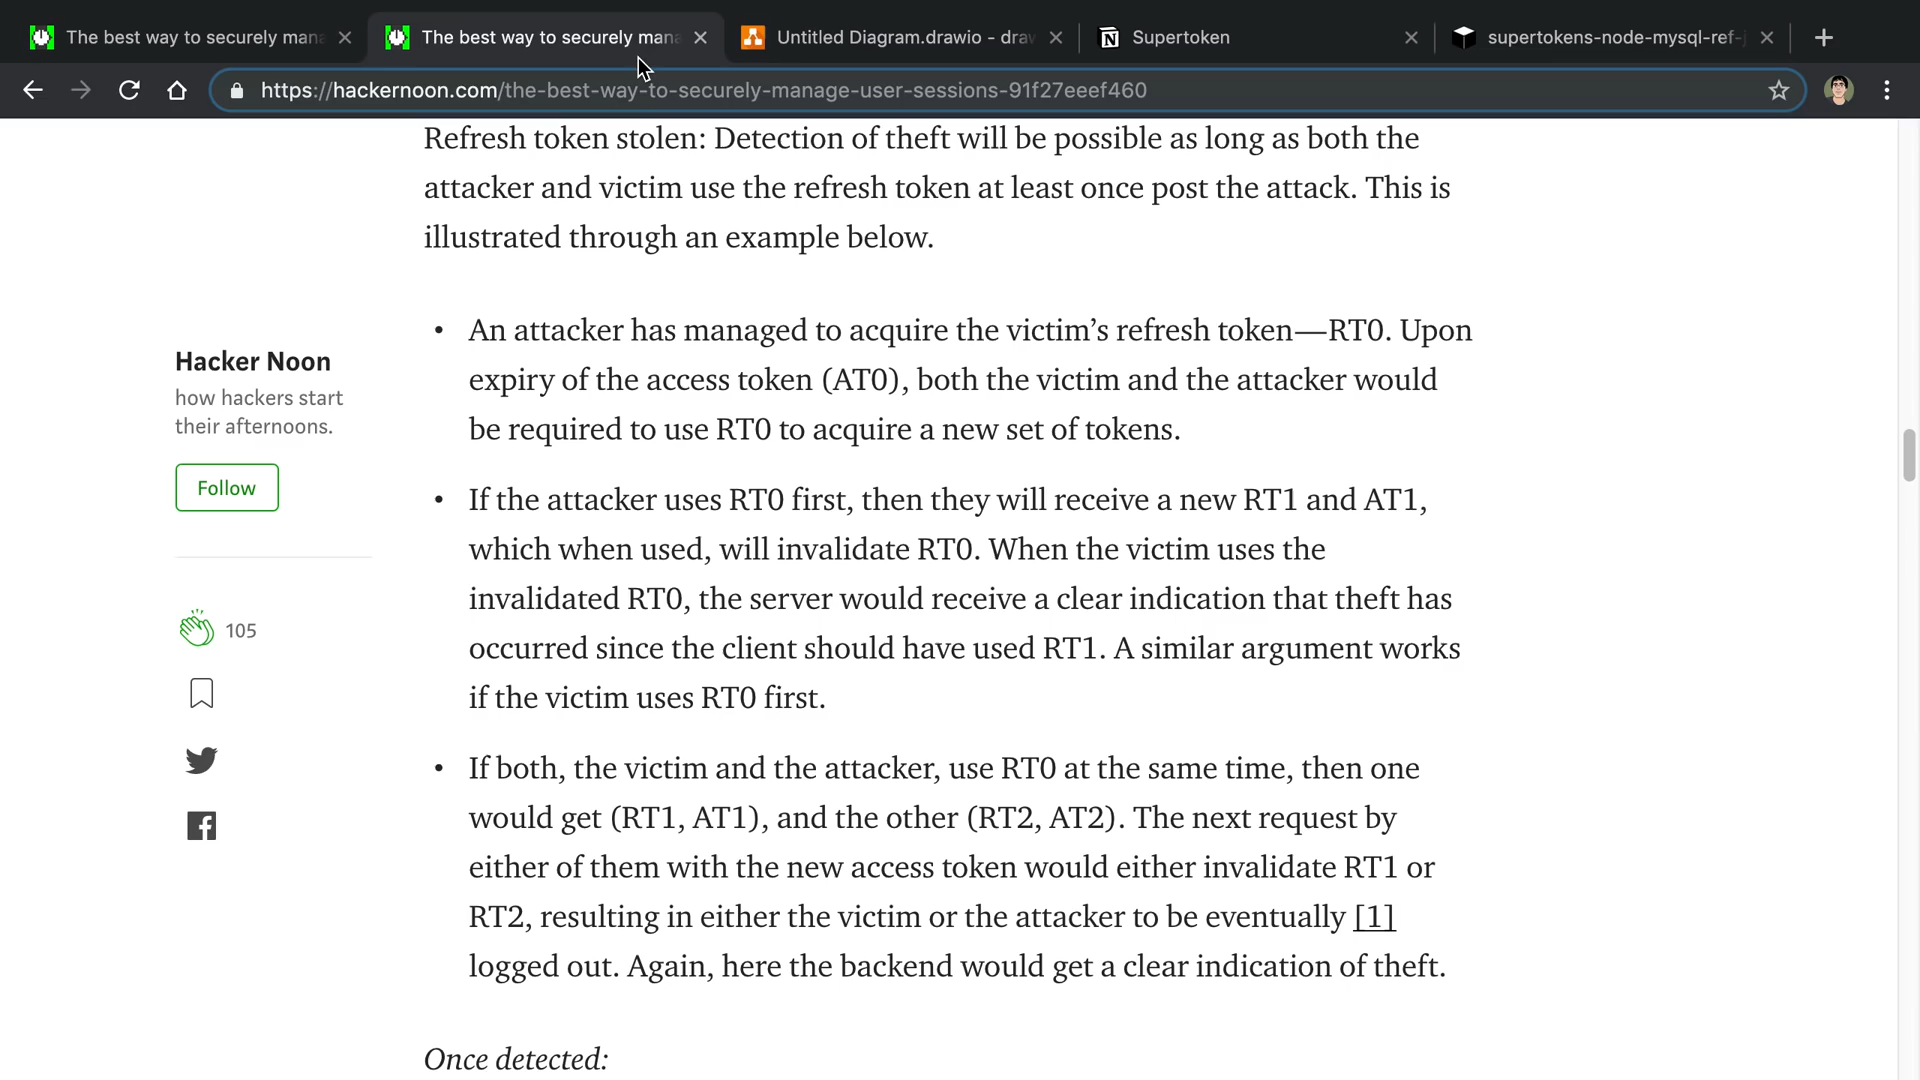 The best way to securely mana
The best way to securely mana
Untitled Diagram.drawio - draw
Supertoken
supertokens-node-mysql-ref-j
https://hackernoon.com/the-best-way-to-securely-manage-user-sessions-91f27eeef460
Refresh token stolen: Detection of theft will be possible as long as both the
attacker and victim use the refresh token at least once post the attack. This is
illustrated through an example below.
Hacker Noon
how hackers start
their afternoons.
Follow
105
• An attacker has managed to acquire the victim’s refresh token—RT0. Upon
expiry of the access token (AT0), both the victim and the attacker would
be required to use RT0 to acquire a new set of tokens.
• If the attacker uses RT0 first, then they will receive a new RT1 and AT1,
which when used, will invalidate RT0. When the victim uses the
invalidated RT0, the server would receive a clear indication that theft has
occurred since the client should have used RT1. A similar argument works
if the victim uses RT0 first.
• If both, the victim and the attacker, use RT0 at the same time, then one
would get (RT1, AT1), and the other (RT2, AT2). The next request by
either of them with the new access token would either invalidate RT1 or
RT2, resulting in either the victim or the attacker to be eventually [1]
logged out. Again, here the backend would get a clear indication of theft.
Once detected: